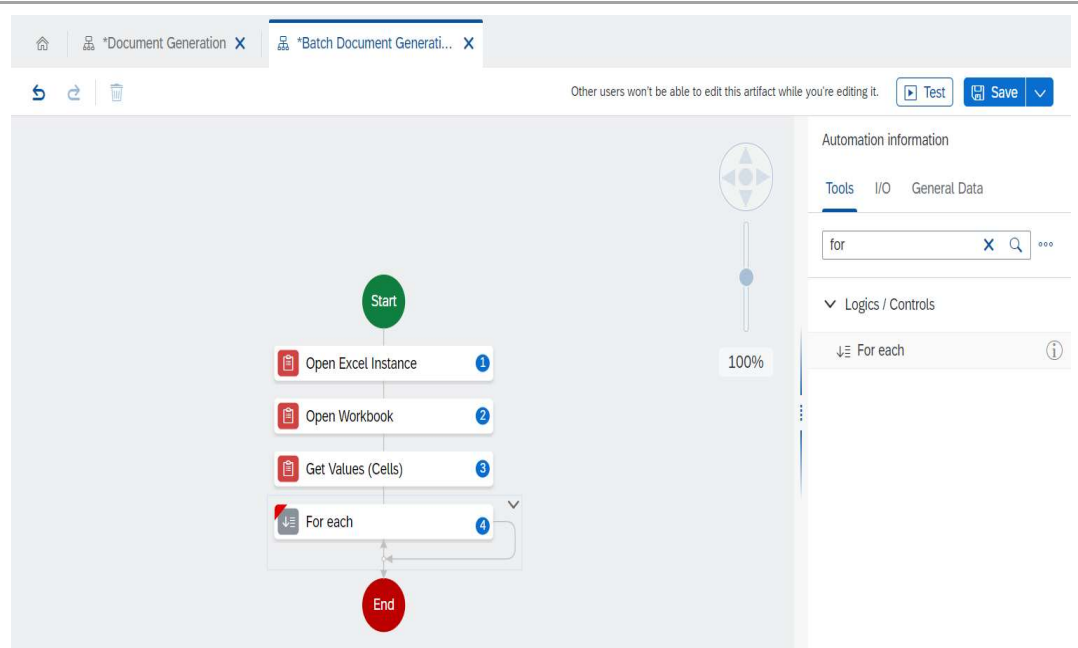 *Document Generation X
*Batch Document Generati... X
Other users won't be able to edit this artifact while you're editing it.
Test
Save
Automation information
Tools I/O General Data
for
Logics / Controls
For each
100%
Start
Open Excel Instance 1
Open Workbook 2
Get Values (Cells) 3
For each 4
End